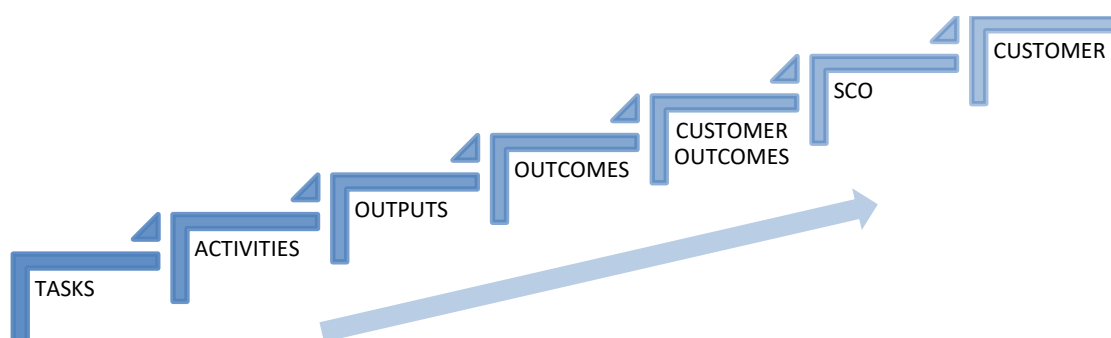 TASKS
ACTIVITIES
OUTPUTS
OUTCOMES
CUSTOMER
OUTCOMES
SCO
CUSTOMER